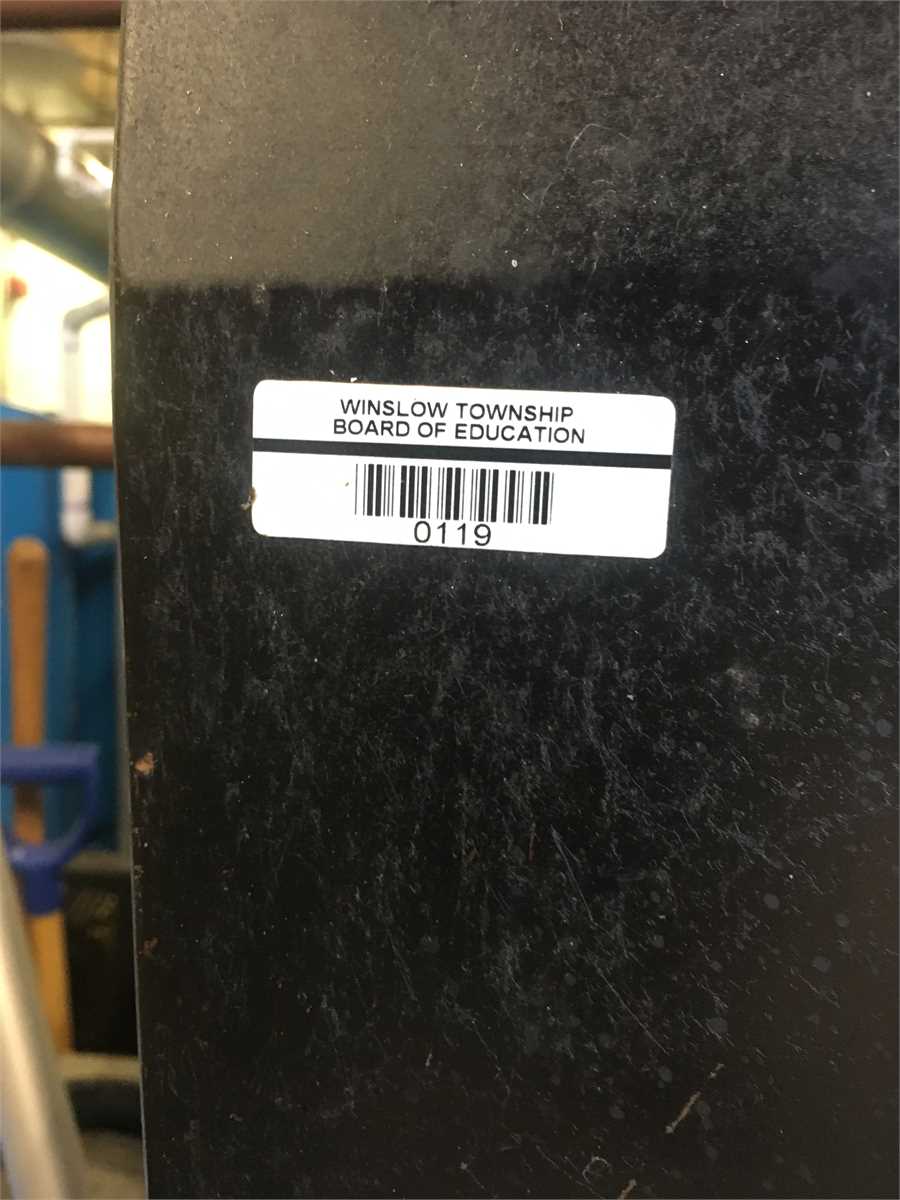 WINSLOW TOWNSHIP
BOARD OF EDUCATION
0119